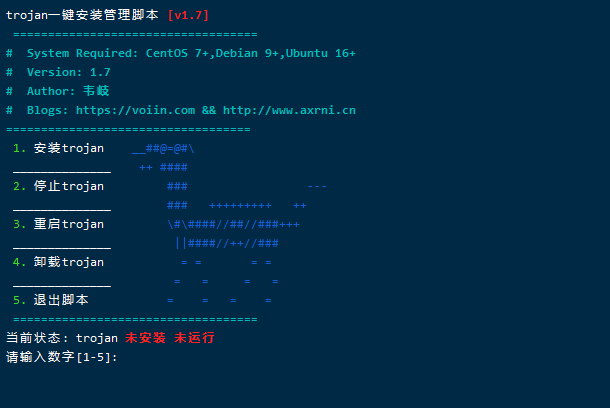 trojan一键安装管理脚本 [v1.7]
==================================
#  System Required: CentOS 7+,Debian 9+,Ubuntu 16+
#  Version: 1.7
#  Author: 韦岐
#  Blogs: https://voiin.com && http://www.axrni.cn
==================================
1. 安装trojan    __##@=@#\
______________    ++ ####
2. 停止trojan         ###                 ---
______________        ###   +++++++++   ++
3. 重启trojan         \#\####//##//###+++
______________         ||####//++//###
4. 卸载trojan           = =       = =
______________         =   =     =   =
5. 退出脚本           =    =   =    =
==================================
当前状态: trojan 未安装 未运行
请输入数字[1-5]: